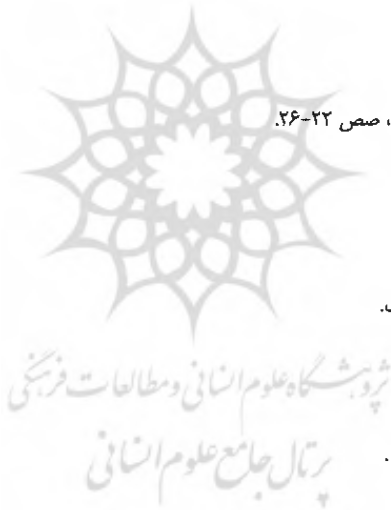 ، صص ۲۲-۲۶.
.
پژوهشگاه علوم انسانی و مطالعات فرهنگی
پرتال جامع علوم انسانی
.